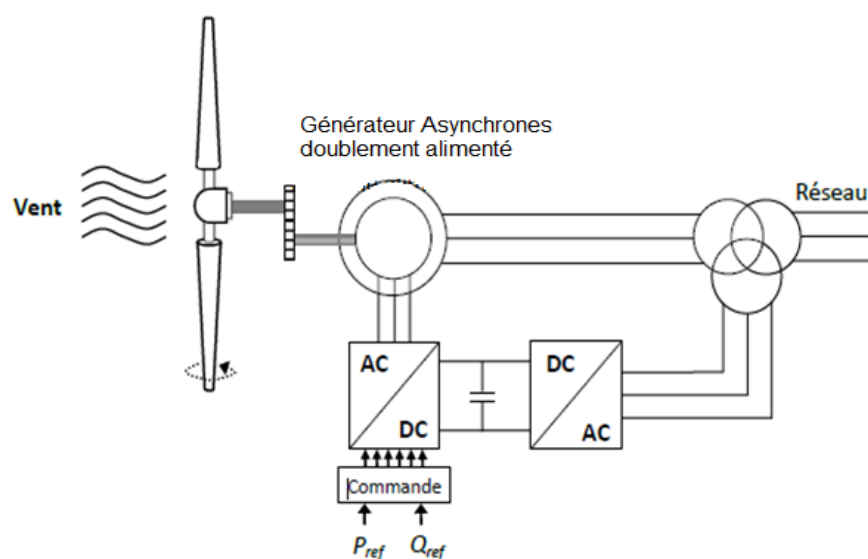 Générateur Asynchrones
doublement alimenté
Vent
Réseau
AC
DC
DC
AC
Commande
Pref
Qref